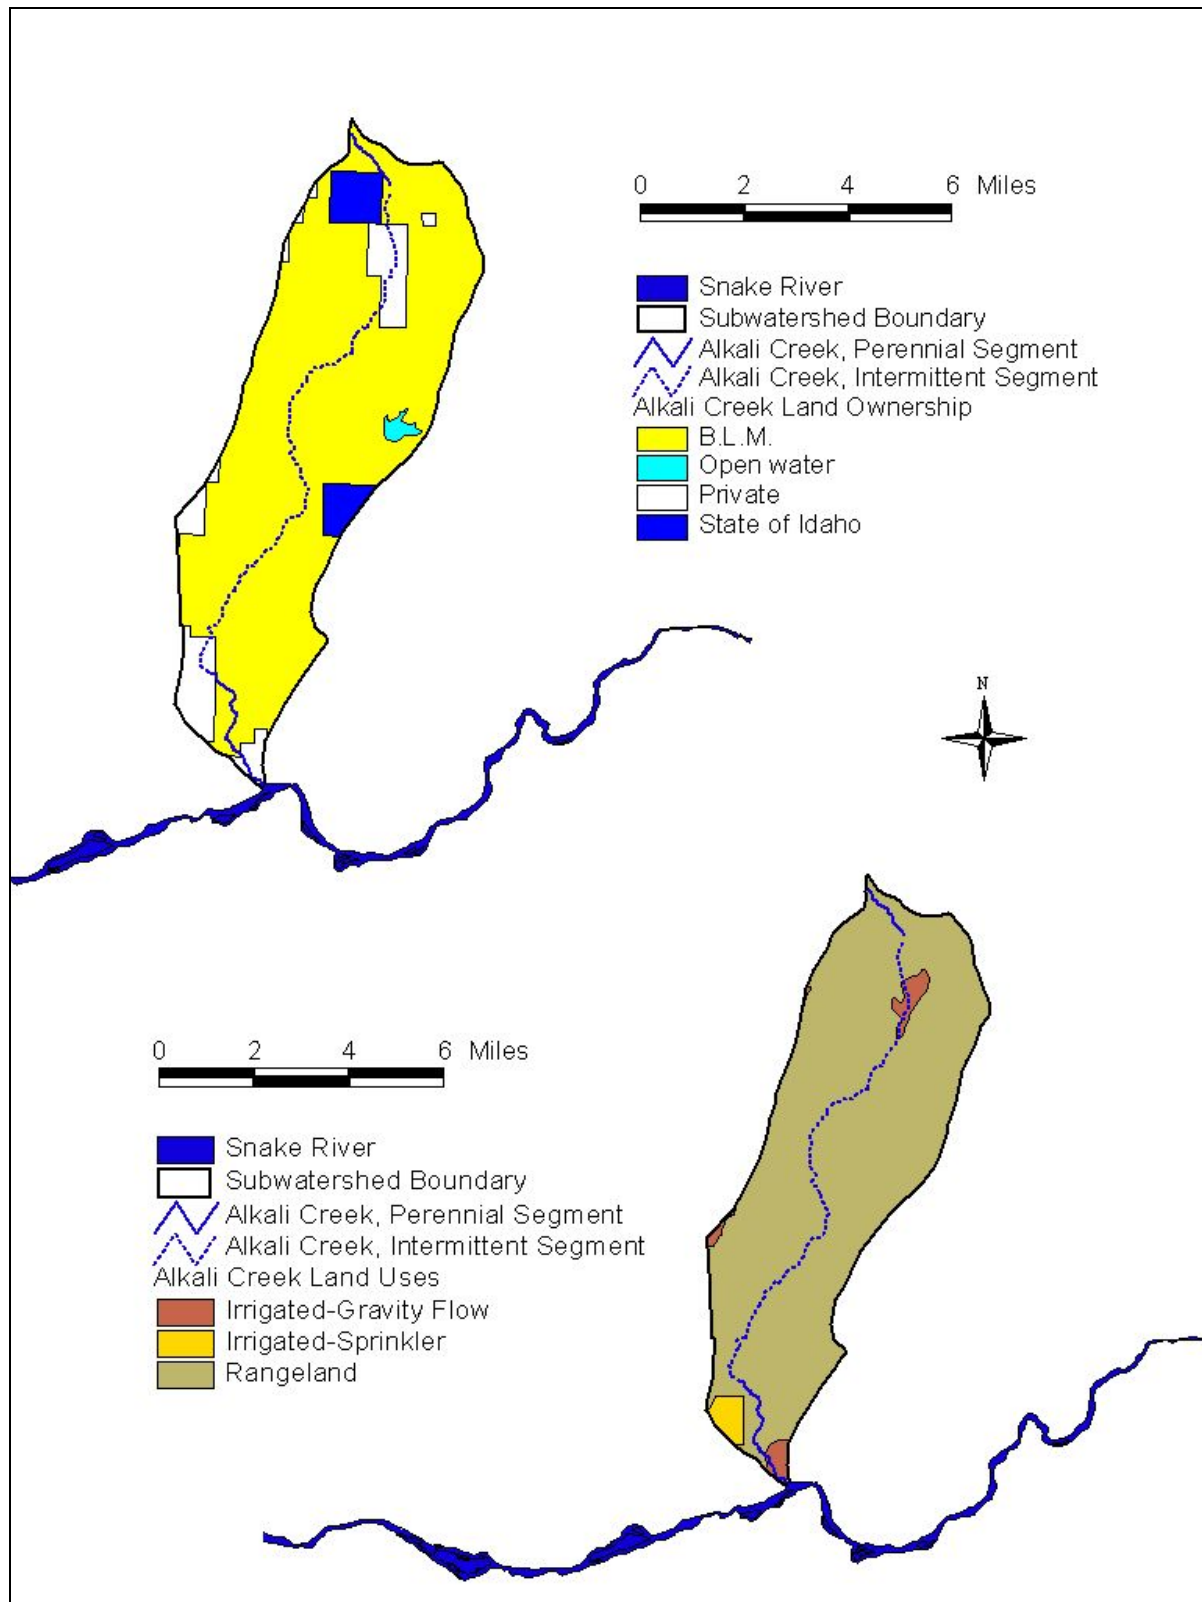 0 2 4 6 Miles
Snake River
Subwatershed Boundary
Alkali Creek, Perennial Segment
Alkali Creek, Intermittent Segment
Alkali Creek Land Ownership
B.L.M.
Open water
Private
State of Idaho
N
0 2 4 6 Miles
Snake River
Subwatershed Boundary
Alkali Creek, Perennial Segment
Alkali Creek, Intermittent Segment
Alkali Creek Land Uses
Irrigated-Gravity Flow
Irrigated-Sprinkler
Rangeland